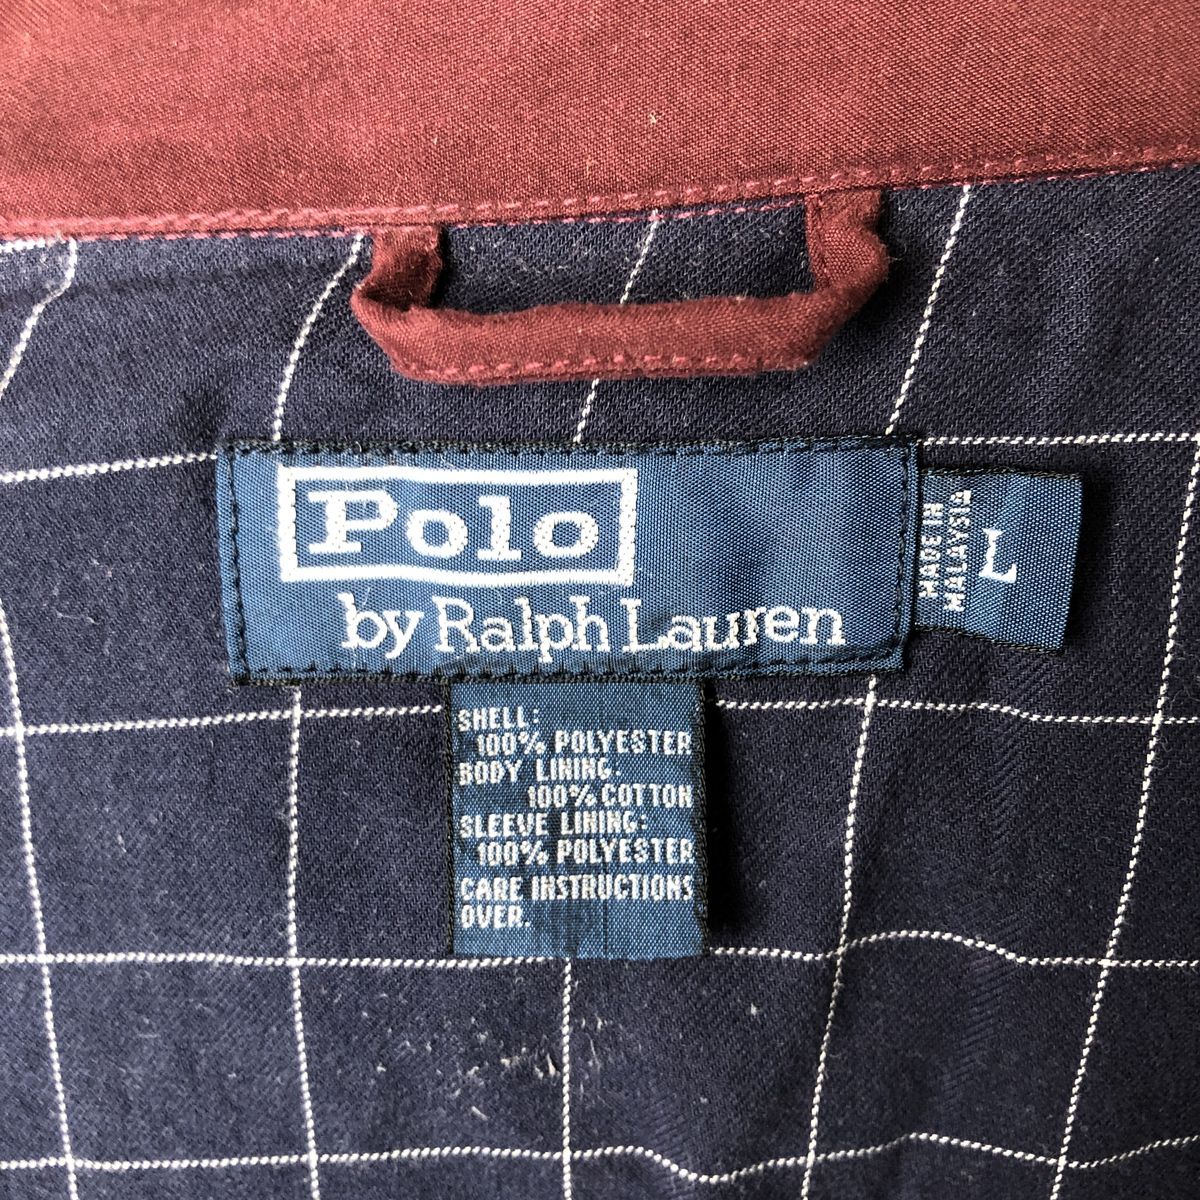 Polo
by Ralph Lauren
MADE IN
MALAYSIA
L
SHELL:
100% POLYESTER
BODY LINING:
100% COTTON
SLEEVE LINING:
100% POLYESTER
CARE INSTRUCTIONS
OVER.